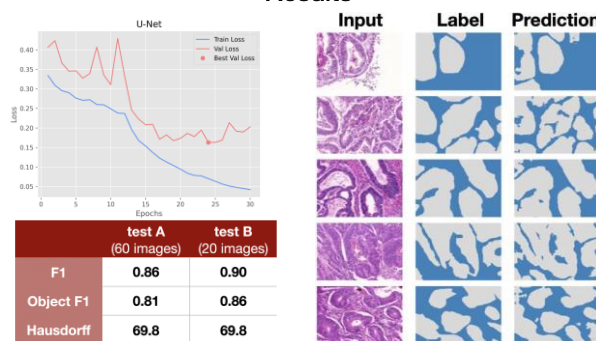 U-Net
Train Loss
Val Loss
Best Val Loss
Loss
0.40
0.35
0.30
0.25
0.20
0.15
0.10
0.05
0
5
10
15
20
25
30
Epochs
test A test B
(60 images) (20 images)
F1 0.86 0.90
Object F1 0.81 0.86
Hausdorff 69.8 69.8
Input Label Prediction